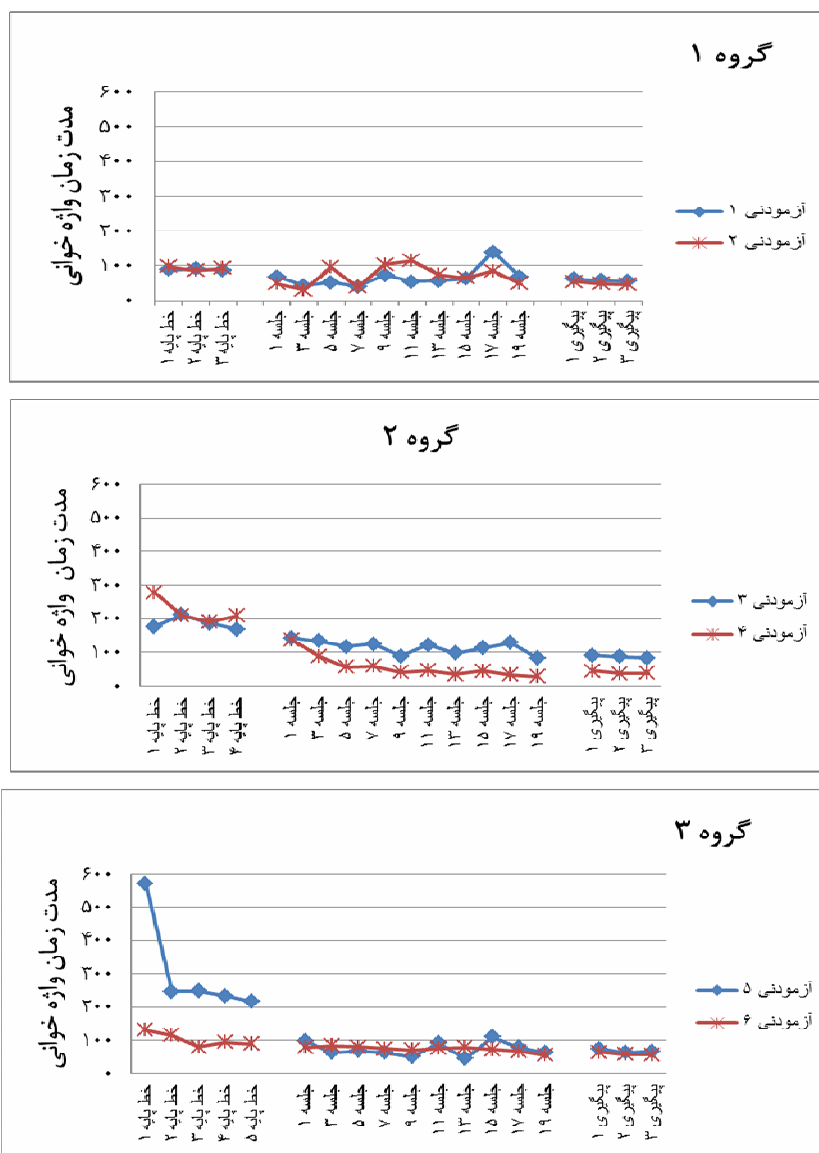 گروه ۱
مدت زمان واژه خوانی
۶۰۰
۵۰۰
۴۰۰
۳۰۰
۲۰۰
۱۰۰
۰
خط پایه ۱
خط پایه ۲
خط پایه ۳
جلسه ۱
جلسه ۳
جلسه ۵
جلسه ۷
جلسه ۹
جلسه ۱۱
جلسه ۱۳
جلسه ۱۵
جلسه ۱۷
جلسه ۱۹
پیگیری ۱
پیگیری ۲
پیگیری ۳
آزمودنی ۱
آزمودنی ۲
گروه ۲
مدت زمان واژه خوانی
۶۰۰
۵۰۰
۴۰۰
۳۰۰
۲۰۰
۱۰۰
۰
خط پایه ۱
خط پایه ۲
خط پایه ۳
خط پایه ۴
جلسه ۱
جلسه ۳
جلسه ۵
جلسه ۷
جلسه ۹
جلسه ۱۱
جلسه ۱۳
جلسه ۱۵
جلسه ۱۷
جلسه ۱۹
پیگیری ۱
پیگیری ۲
پیگیری ۳
آزمودنی ۳
آزمودنی ۴
گروه ۳
مدت زمان واژه خوانی
۶۰۰
۵۰۰
۴۰۰
۳۰۰
۲۰۰
۱۰۰
۰
خط پایه ۱
خط پایه ۲
خط پایه ۳
خط پایه ۴
خط پایه ۵
جلسه ۱
جلسه ۳
جلسه ۵
جلسه ۷
جلسه ۹
جلسه ۱۱
جلسه ۱۳
جلسه ۱۵
جلسه ۱۷
جلسه ۱۹
پیگیری ۱
پیگیری ۲
پیگیری ۳
آزمودنی ۵
آزمودنی ۶